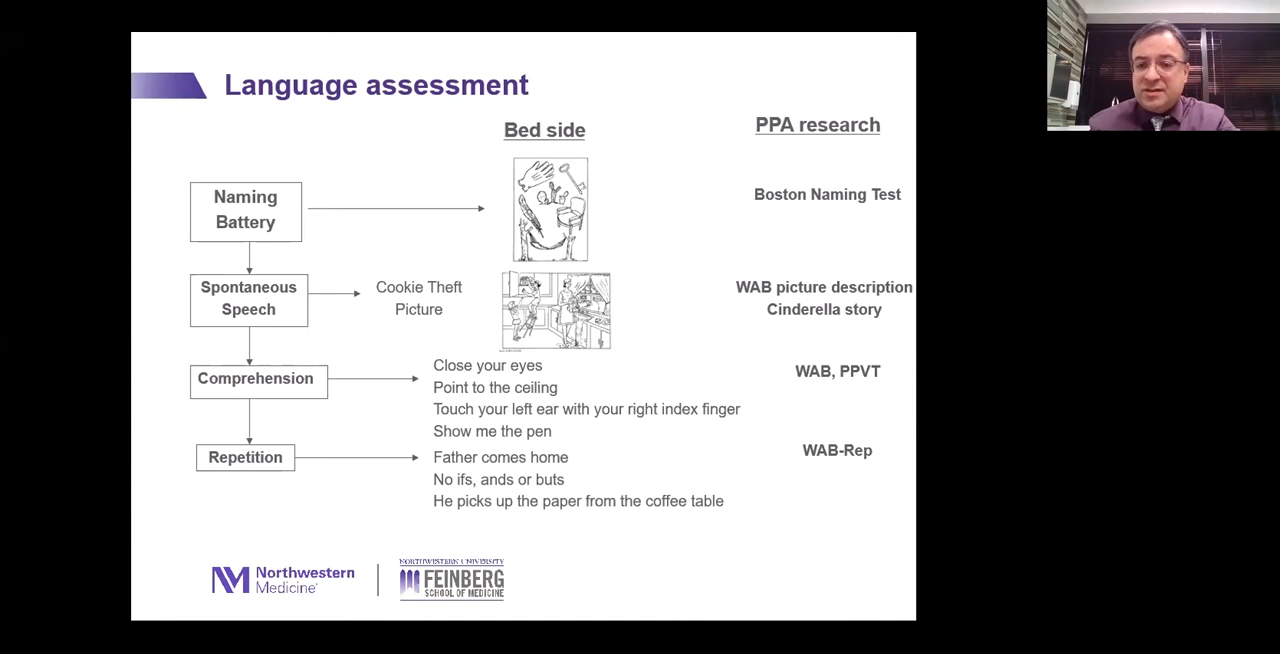 Language assessment
Bed side
PPA research
Naming
Battery
Boston Naming Test
Spontaneous
Speech
Cookie Theft
Picture
WAB picture description
Cinderella story
Comprehension
Close your eyes
Point to the ceiling
Touch your left ear with your right index finger
Show me the pen
WAB, PPVT
Repetition
Father comes home
No ifs, ands or buts
He picks up the paper from the coffee table
WAB-Rep
Northwestern
Medicine
NORTHWESTERN UNIVERSITY
FEINBERG
SCHOOL OF MEDICINE